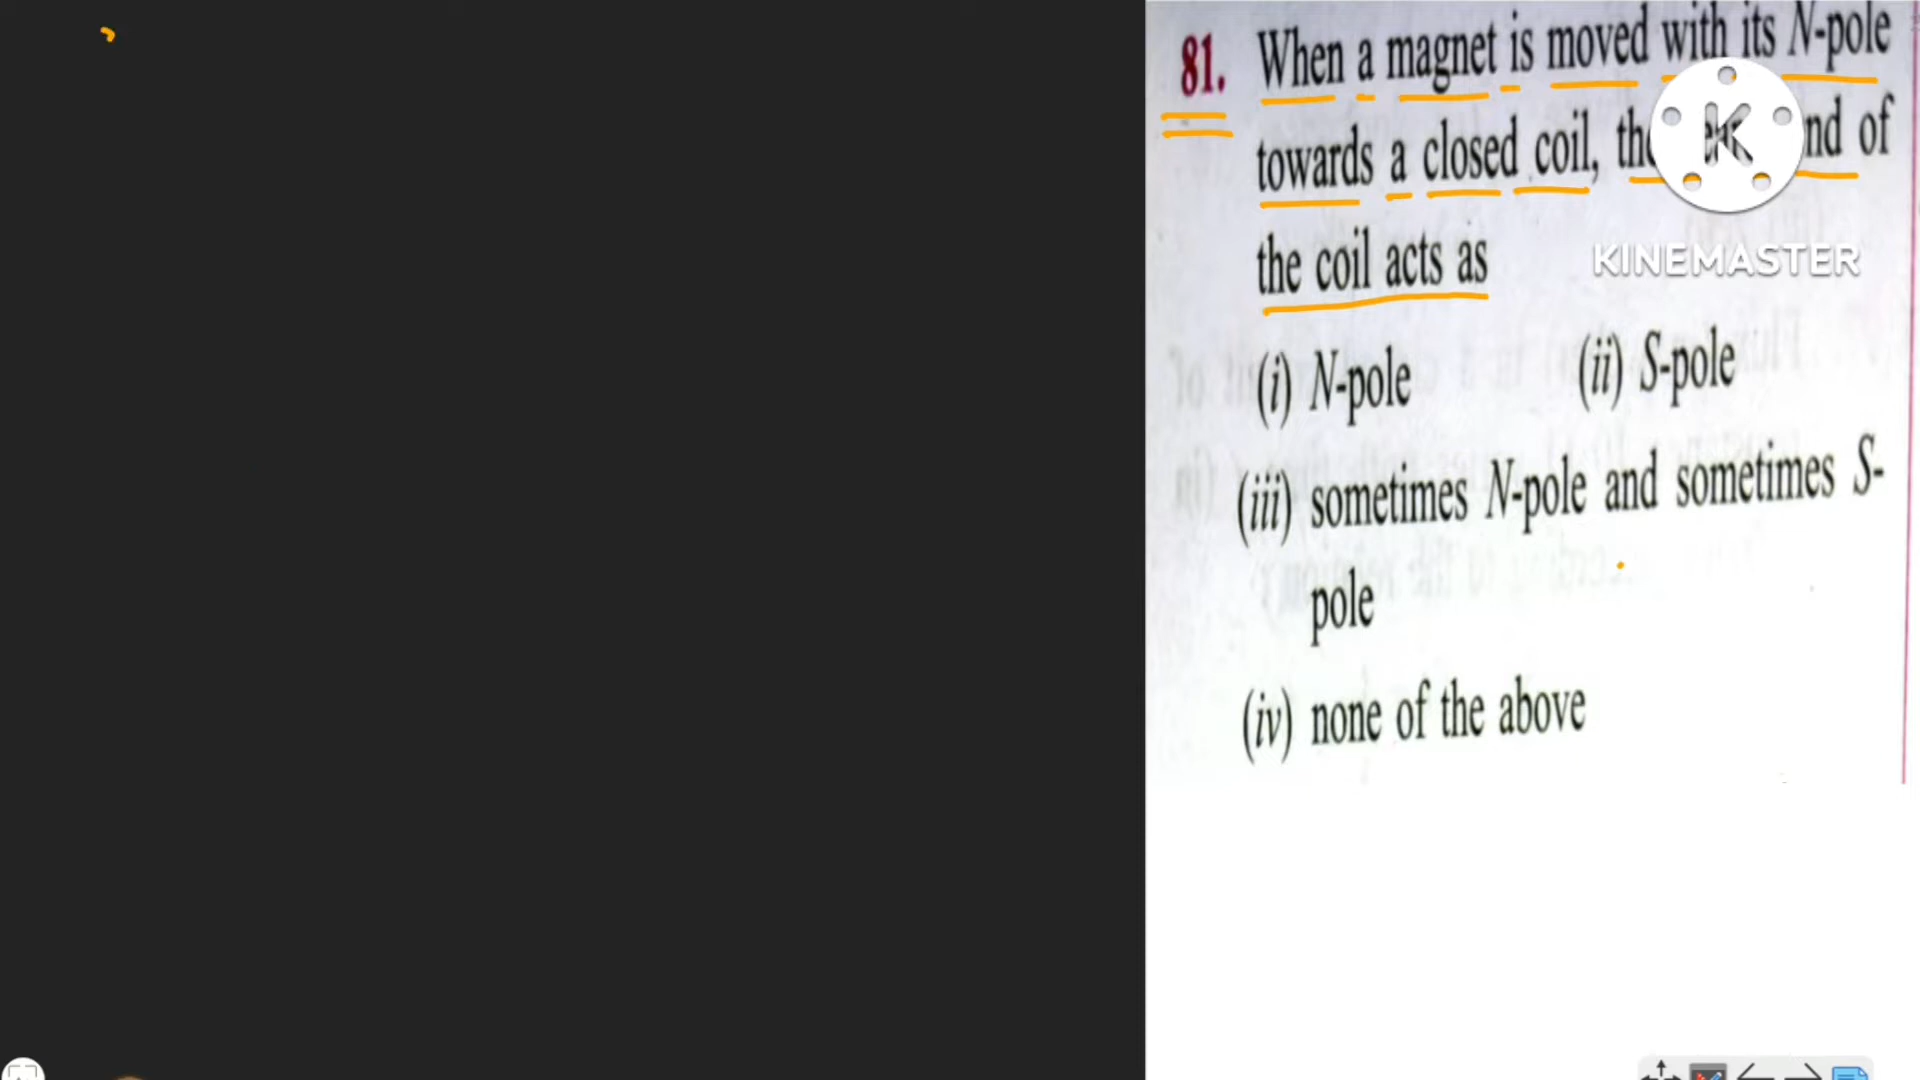 81. When a magnet is moved with its N-pole
towards a closed coil, the nd of
the coil acts as
(i) N-pole (ii) S-pole
(iii) sometimes N-pole and sometimes S-
pole
(iv) none of the above
K
KINEMASTER